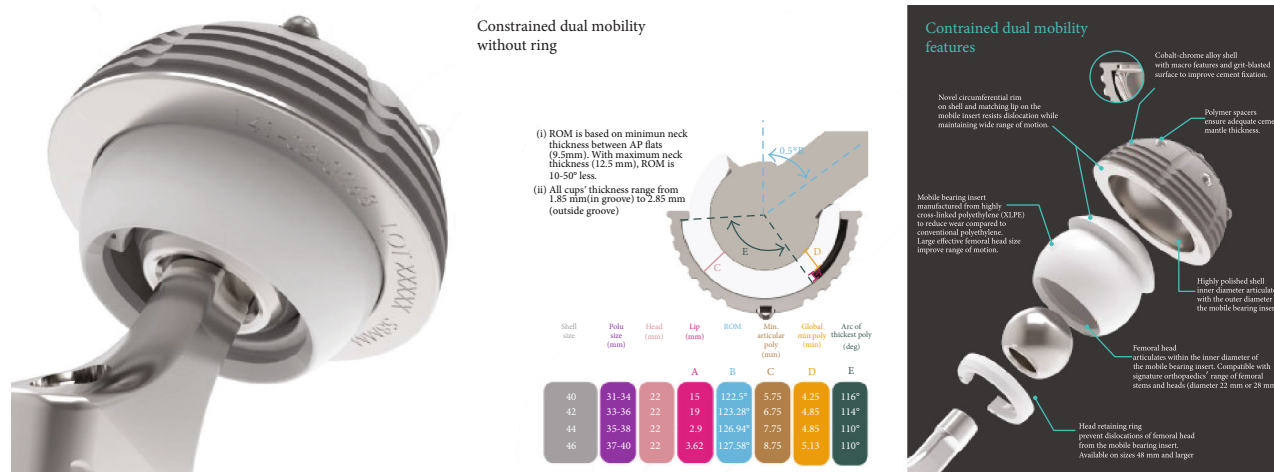 LOT XXXXXX 38MM
Constrained dual mobility
without ring
(i) ROM is based on minimun neck
thickness between AP flats
(9.5mm). With maximum neck
thickness (12.5 mm), ROM is
10-50° less.
(ii) All cups' thickness range from
1.85 mm(in groove) to 2.85 mm
(outside groove)
0.5*B
E
D
C
Shell Polu Head Lip ROM Min. Global Arc of
size size (mm) (mm) articular min poly thickest poly
(mm) poly (min) (deg)
(mm)
A B C D E
40 31-34 22 15 122.5° 5.75 4.25 116°
42 33-36 22 19 123.28° 6.75 4.85 114°
44 35-38 22 2.9 126.94° 7.75 4.85 110°
46 37-40 22 3.62 127.58° 8.75 5.13 110°
Contrained dual mobility
features
Cobalt-chrome alloy shell
with macro features and grit-blasted
surface to improve cement fixation.
Novel circumferential rim
on shell and matching lip on the
mobile insert resists dislocation while
maintaining wide range of motion.
Polymer spacers
ensure adequate ceme
mantle thickness.
Mobile bearing insert
manufactured from highly
cross-linked polyethylene (XLPE)
to reduce wear compared to
conventional polyethylene.
Large effective femoral head size
improve range of motion.
Highly polished shell
inner diameter articulate
with the outer diameter
the mobile bearing inser
Femoral head
articulates within the inner diameter of
the mobile bearing insert. Compatible with
signature orthopaedics' range of femoral
stems and heads (diameter 22 mm or 28 mm
Head retaining ring
prevent dislocations of femoral head
from the mobile bearing insert.
Available on sizes 48 mm and larger